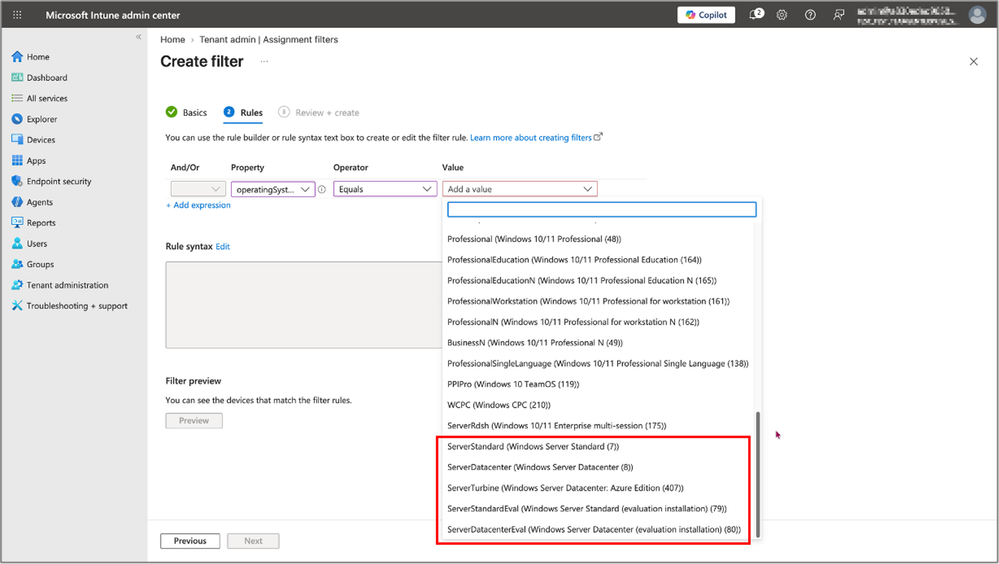 Microsoft Intune admin center
Copilot
2
Home > Tenant admin | Assignment filters
Create filter
...
Home
Dashboard
All services
Explorer
Devices
Apps
Endpoint security
Agents
Reports
Users
Groups
Tenant administration
Troubleshooting + support
Basics
2 Rules
3 Review + create
You can use the rule builder or rule syntax text box to create or edit the filter rule. Learn more about creating filters
And/Or Property Operator Value
operatingSyst... Equals Add a value
+ Add expression
Rule syntax Edit
Professional (Windows 10/11 Professional (48))
ProfessionalEducation (Windows 10/11 Professional Education (164))
ProfessionalEducationN (Windows 10/11 Professional Education N (165))
ProfessionalWorkstation (Windows 10/11 Professional for workstation (161))
ProfessionalN (Windows 10/11 Professional for workstation N (162))
BusinessN (Windows 10/11 Professional N (49))
ProfessionalSingleLanguage (Windows 10/11 Professional Single Language (138))
PPIPro (Windows 10 TeamOS (119))
WCPC (Windows CPC (210))
ServerRdsh (Windows 10/11 Enterprise multi-session (175))
ServerStandard (Windows Server Standard (7))
ServerDatacenter (Windows Server Datacenter (8))
ServerTurbine (Windows Server Datacenter: Azure Edition (407))
ServerStandardEval (Windows Server Standard (evaluation installation) (79))
ServerDatacenterEval (Windows Server Datacenter (evaluation installation) (80))
Filter preview
You can see the devices that match the filter rules.
Preview
Previous
Next